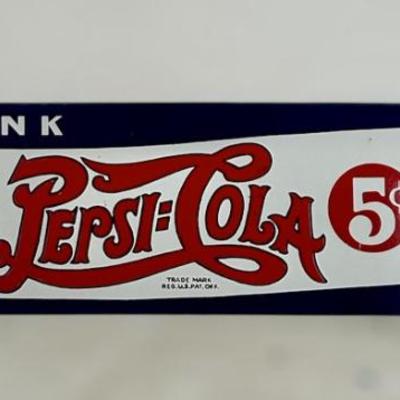 NK
PEPSI=COLA
5¢
TRADE MARK
REG.U.S.PAT.OFF.